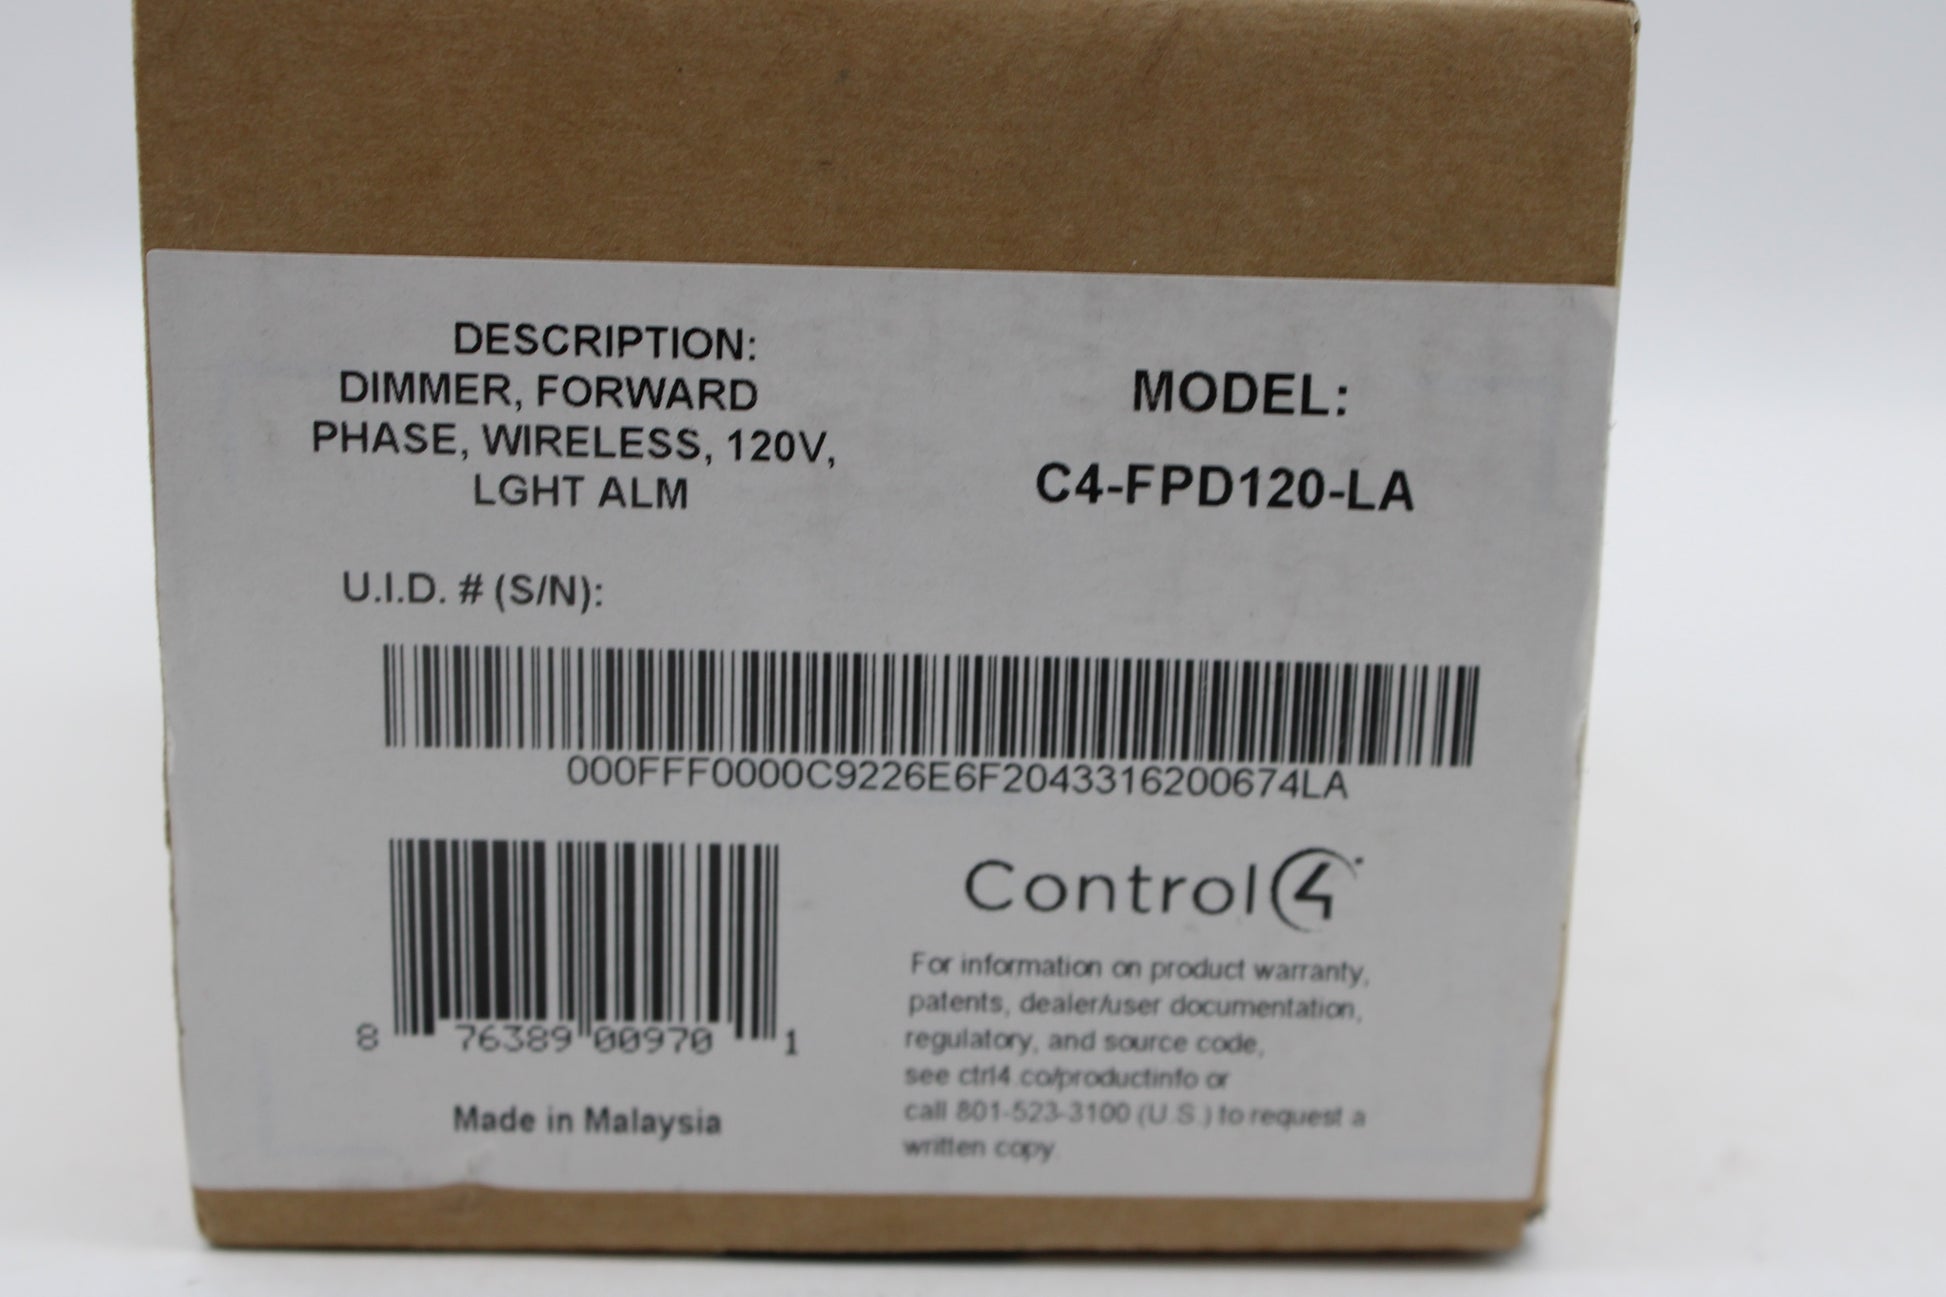 DESCRIPTION:
DIMMER, FORWARD
PHASE, WIRELESS, 120V,
LGHT ALM
MODEL:
C4-FPD120-LA
U.I.D. # (S/N):
000FFF0000C9226E6F2043316200674LA
8 76389 00970 1
Made in Malaysia
Control4
For information on product warranty,
patents, dealer/user documentation,
regulatory, and source code,
see ctrl4.co/productinfo or
call 801-523-3100 (U.S.) to request a
written copy.